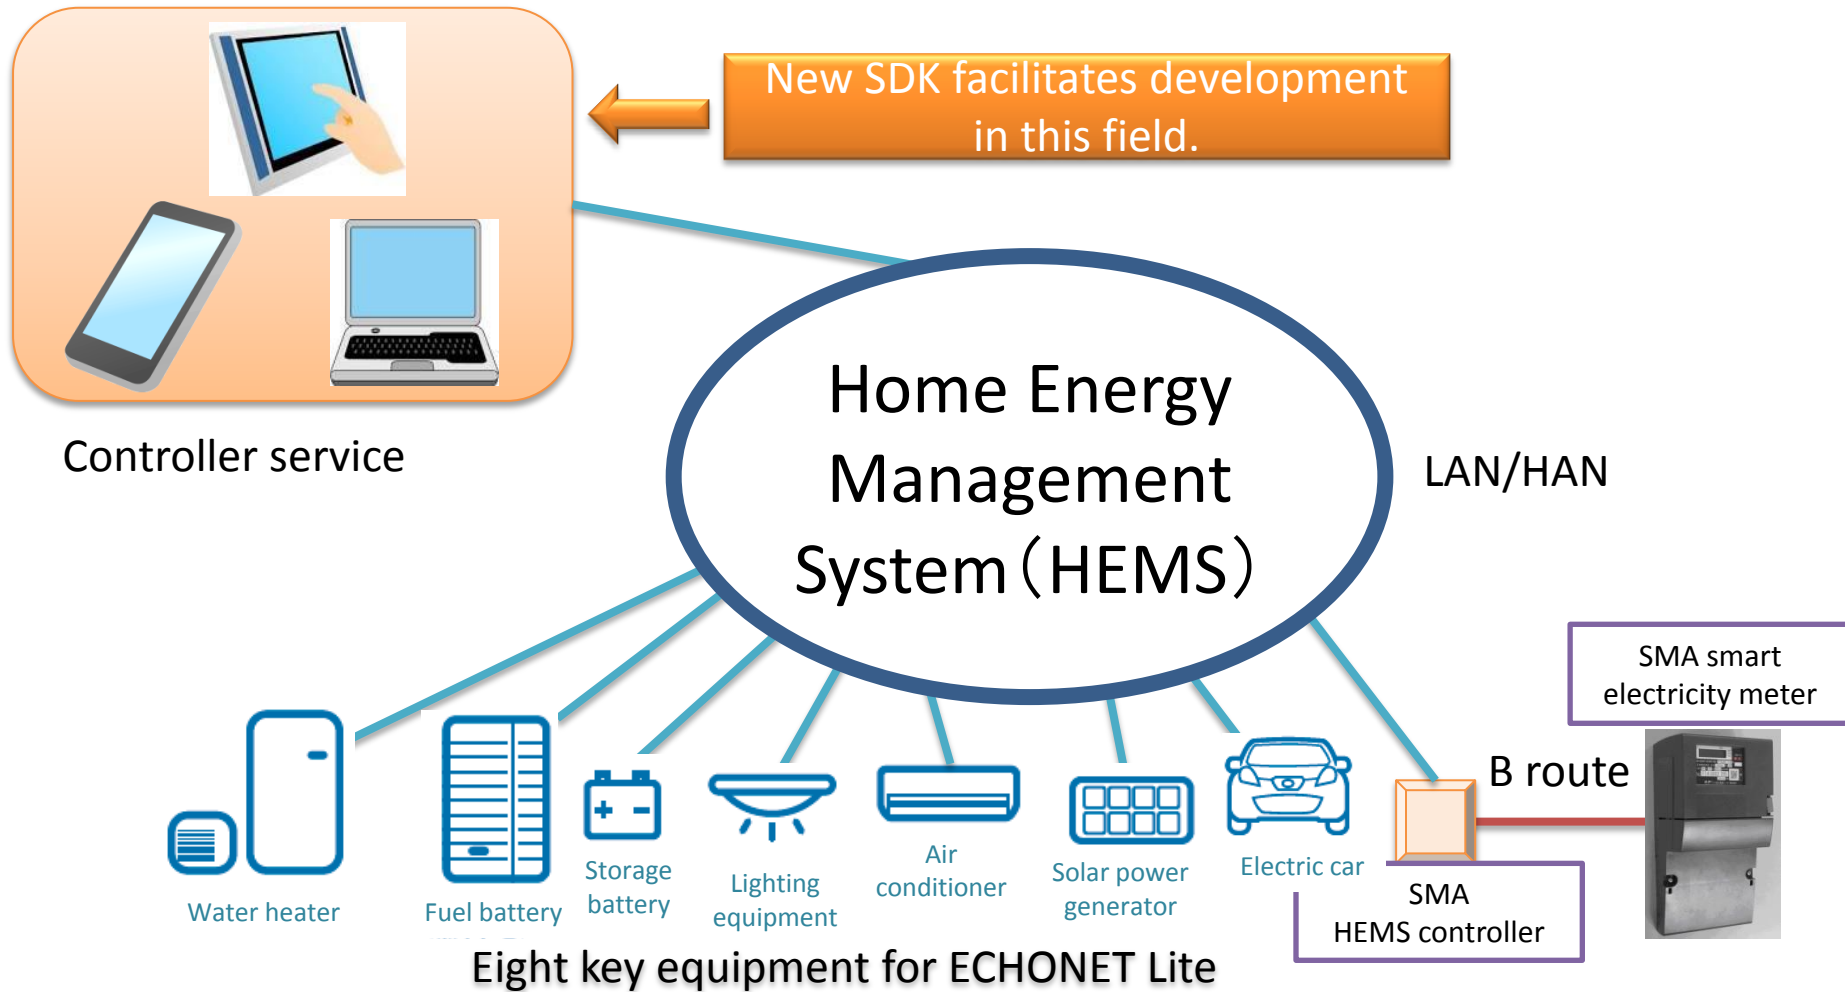 New SDK facilitates development
in this field.
Controller service
Home Energy
Management
System（HEMS）
LAN/HAN
SMA smart
electricity meter
B route
Water heater
Fuel battery
Storage
battery
Lighting
equipment
Air
conditioner
Solar power
generator
Electric car
SMA
HEMS controller
Eight key equipment for ECHONET Lite